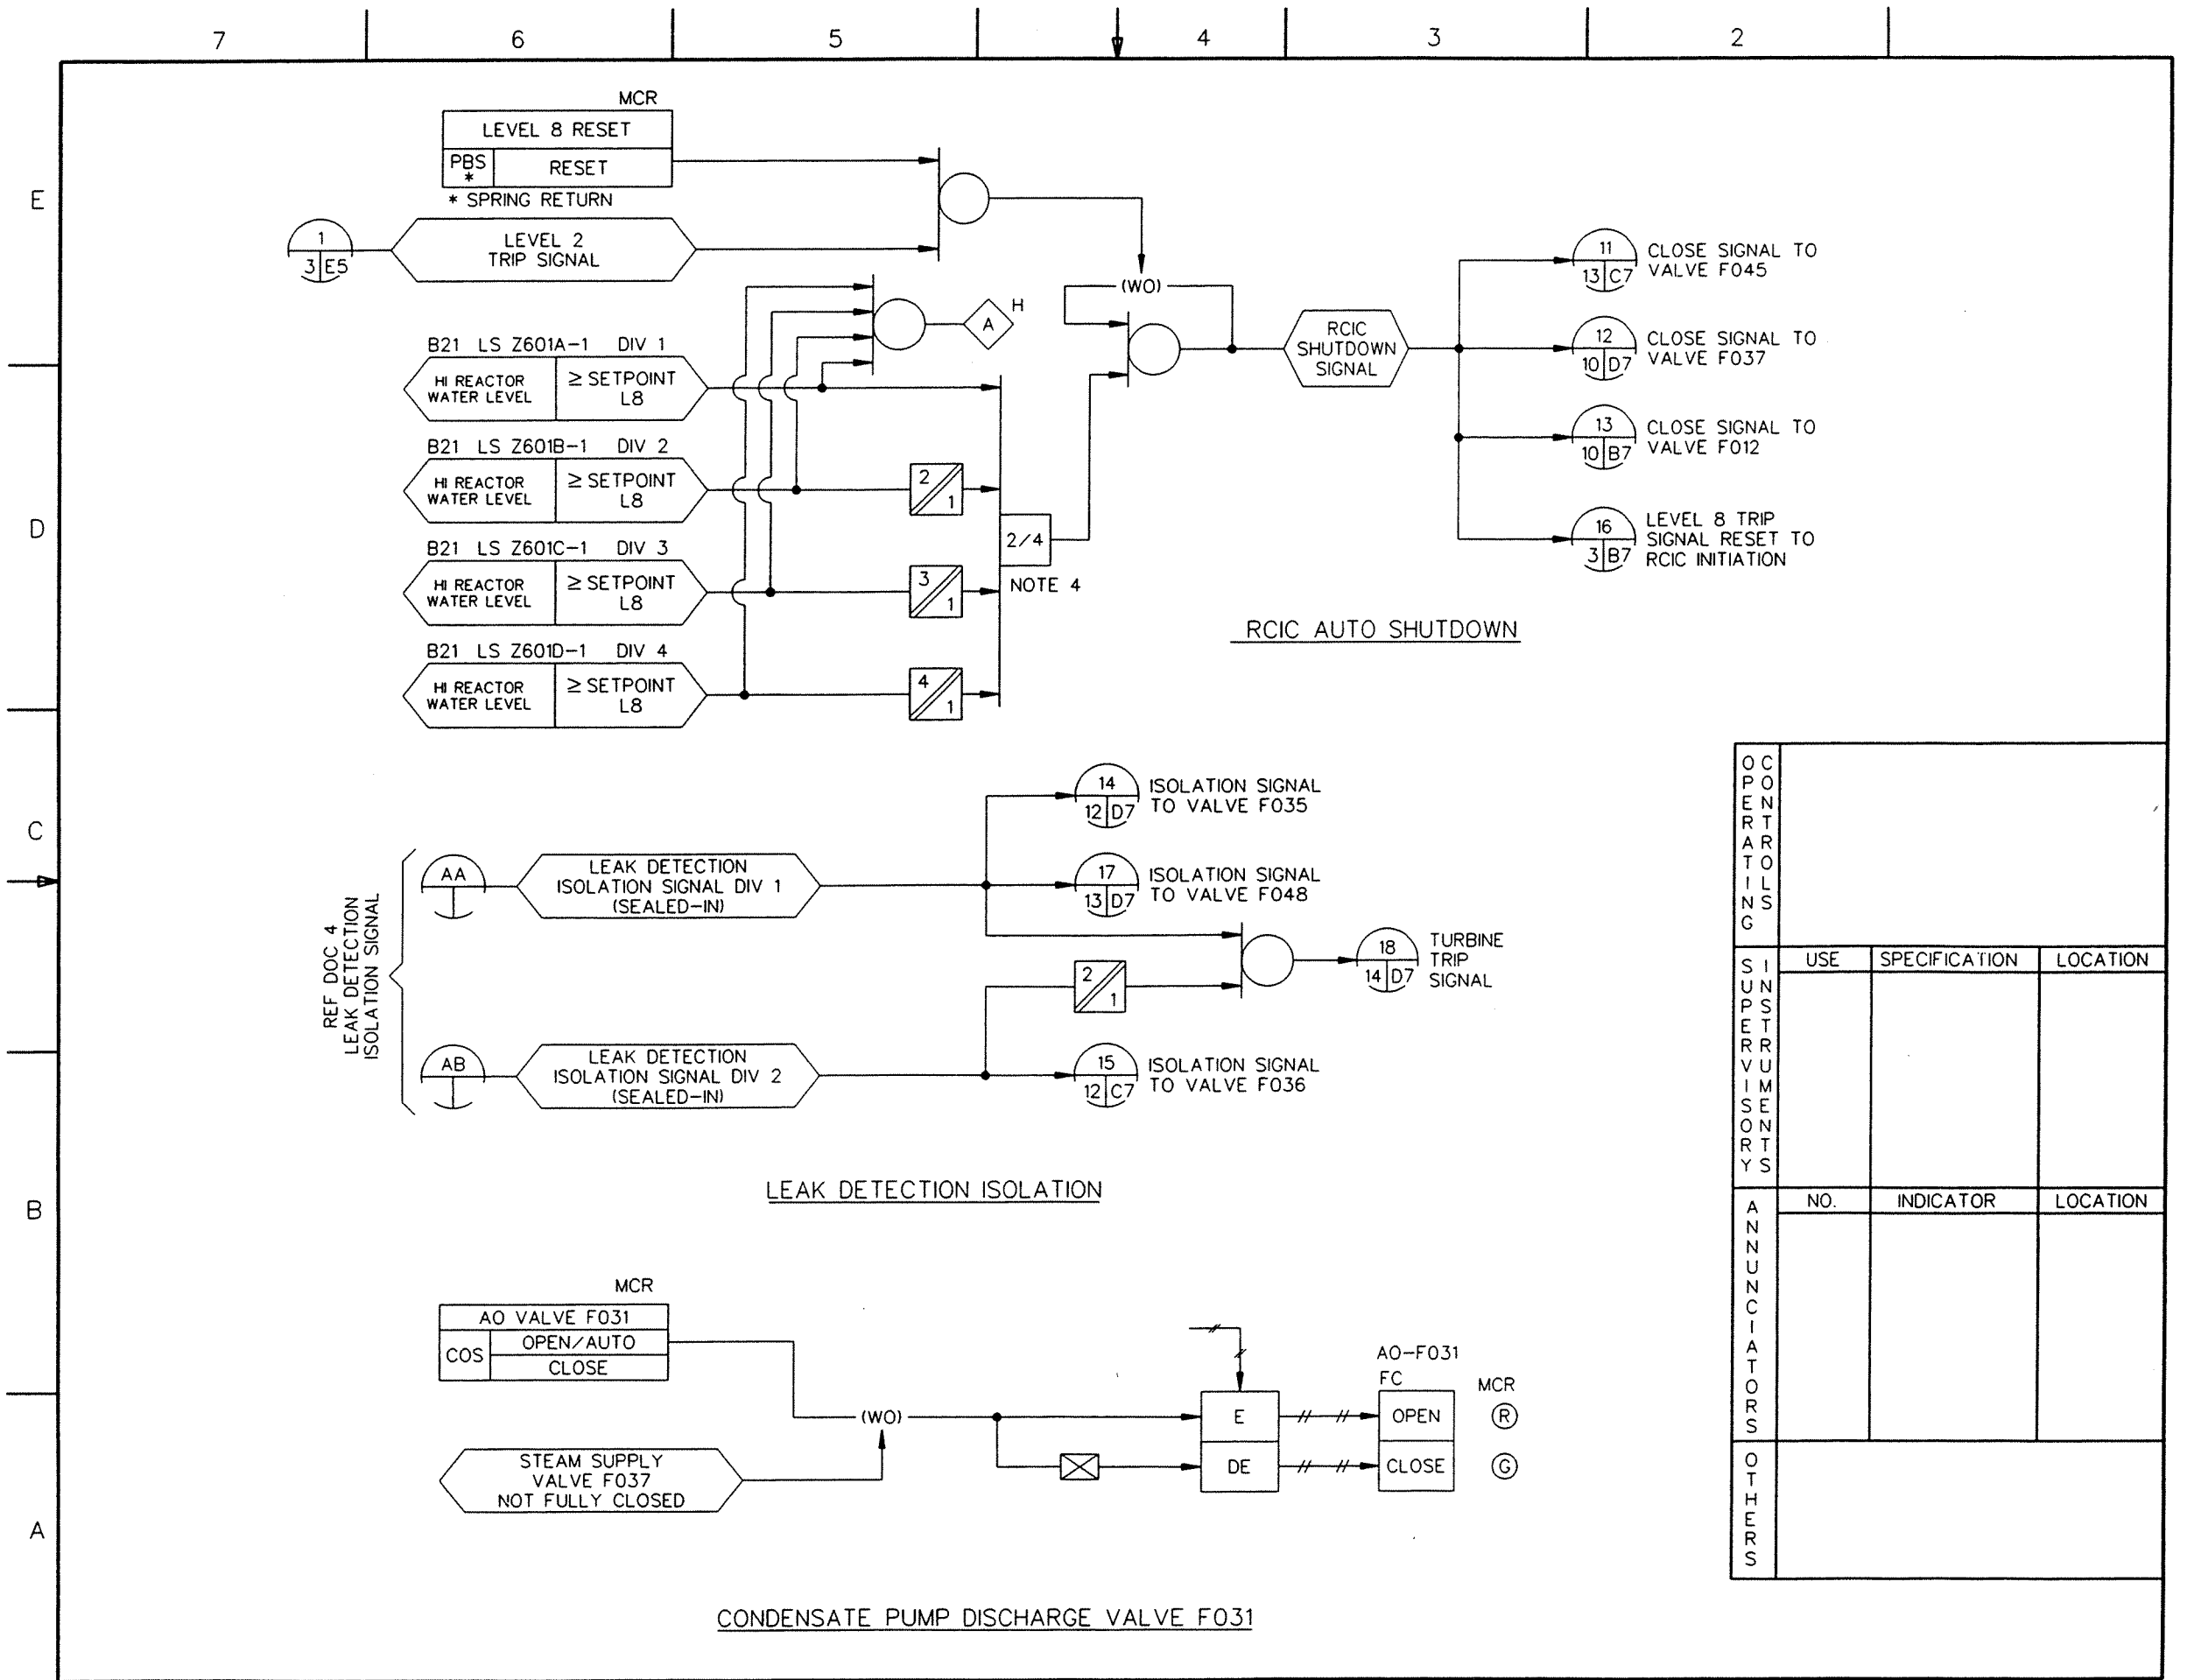 7 6 5 4 3 2
E
D
C
B
A
MCR
LEVEL 8 RESET
PBS
*
RESET
* SPRING RETURN
1
3 E5
LEVEL 2
TRIP SIGNAL
A
H
(WO)
RCIC
SHUTDOWN
SIGNAL
11
13 C7
CLOSE SIGNAL TO
VALVE F045
12
10 D7
CLOSE SIGNAL TO
VALVE F037
13
10 B7
CLOSE SIGNAL TO
VALVE F012
16
3 B7
LEVEL 8 TRIP
SIGNAL RESET TO
RCIC INITIATION
B21 LS Z601A-1 DIV 1
HI REACTOR
WATER LEVEL
≥ SETPOINT
L8
B21 LS Z601B-1 DIV 2
HI REACTOR
WATER LEVEL
≥ SETPOINT
L8
2/1
B21 LS Z601C-1 DIV 3
HI REACTOR
WATER LEVEL
≥ SETPOINT
L8
3/1
B21 LS Z601D-1 DIV 4
HI REACTOR
WATER LEVEL
≥ SETPOINT
L8
4/1
2/4
NOTE 4
RCIC AUTO SHUTDOWN
REF DOC 4
LEAK DETECTION
ISOLATION SIGNAL
AA
LEAK DETECTION
ISOLATION SIGNAL DIV 1
(SEALED-IN)
14
12 D7
ISOLATION SIGNAL
TO VALVE F035
17
13 D7
ISOLATION SIGNAL
TO VALVE F048
18
14 D7
TURBINE
TRIP
SIGNAL
2/1
AB
LEAK DETECTION
ISOLATION SIGNAL DIV 2
(SEALED-IN)
15
12 C7
ISOLATION SIGNAL
TO VALVE F036
LEAK DETECTION ISOLATION
MCR
AO VALVE F031
COS
OPEN/AUTO
CLOSE
(WO)
STEAM SUPPLY
VALVE F037
NOT FULLY CLOSED
E
DE
AO-F031
FC
OPEN
CLOSE
MCR
R
G
CONDENSATE PUMP DISCHARGE VALVE F031
OPERATING
CONTROLS
SUPERVISORY
INSTRUMENTS
USE SPECIFICATION LOCATION
ANNUNCIATORS
NO. INDICATOR LOCATION
OTHERS